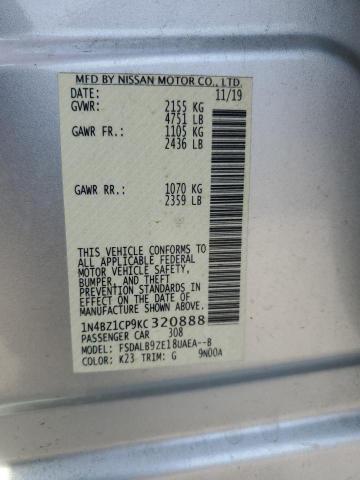 MFD BY NISSAN MOTOR CO., LTD.
DATE: 11/19
GVWR: 2155 KG
4751 LB
GAWR FR: 1105 KG
2436 LB
GAWR RR.: 1070 KG
2359 LB
THIS VEHICLE CONFORMS TO
ALL APPLICABLE FEDERAL
MOTOR VEHICLE SAFETY,
BUMPER, AND THEFT
PREVENTION STANDARDS IN
EFFECT ON THE DATE OF
MANUFACTURE SHOWN ABOVE.
1N4BZ1CP9KC320888
PASSENGER CAR 308
MODEL: FSDALB9ZE18UAEA--B
COLOR: K23 TRIM: G 9N00A